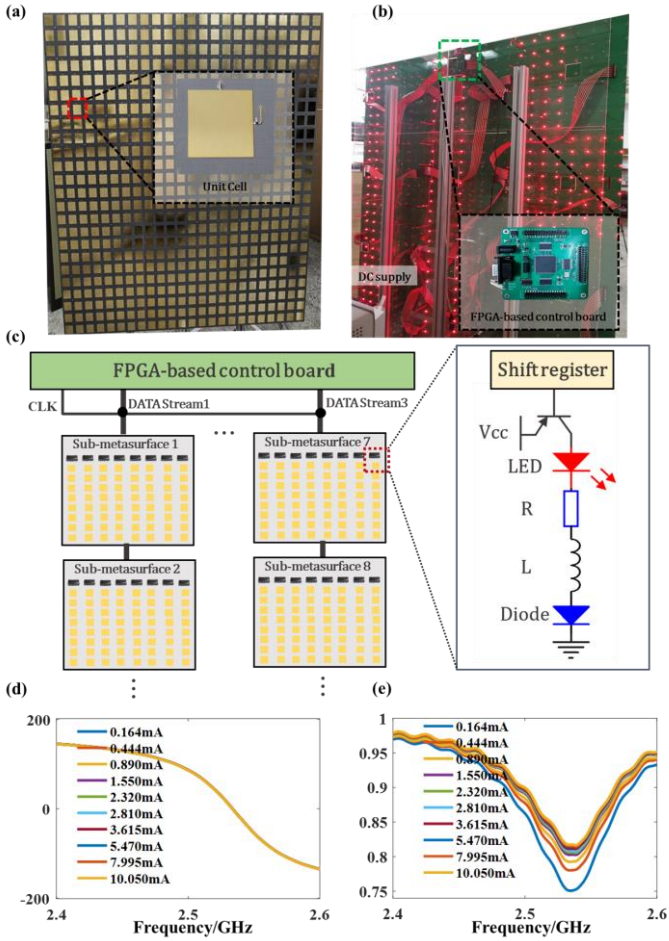 (a)
Unit Cell
(b)
DC supply
FPGA-based control board
(c)
FPGA-based control board
CLK
DATA Stream1
DATA Stream3
...
Sub-metasurface 1
Sub-metasurface 7
Sub-metasurface 2
Sub-metasurface 8
Shift register
Vcc
LED
R
L
Diode
(d)
200
0
-200
2.4
2.5
2.6
Frequency/GHz
0.164mA
0.444mA
0.890mA
1.550mA
2.320mA
2.810mA
3.615mA
5.470mA
7.995mA
10.050mA
(e)
1
0.95
0.9
0.85
0.8
0.75
2.4
2.5
2.6
Frequency/GHz
0.164mA
0.444mA
0.890mA
1.550mA
2.320mA
2.810mA
3.615mA
5.470mA
7.995mA
10.050mA